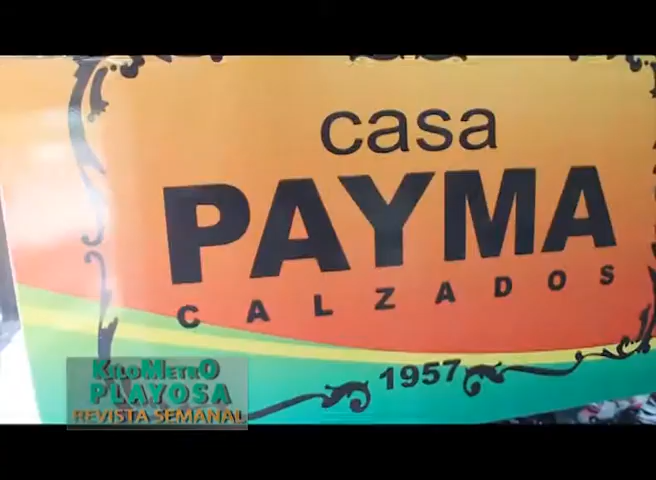 casa
PAYMA
CALZADOS
1957
KILOMETRO
PLAYOSA
REVISTA SEMANAL